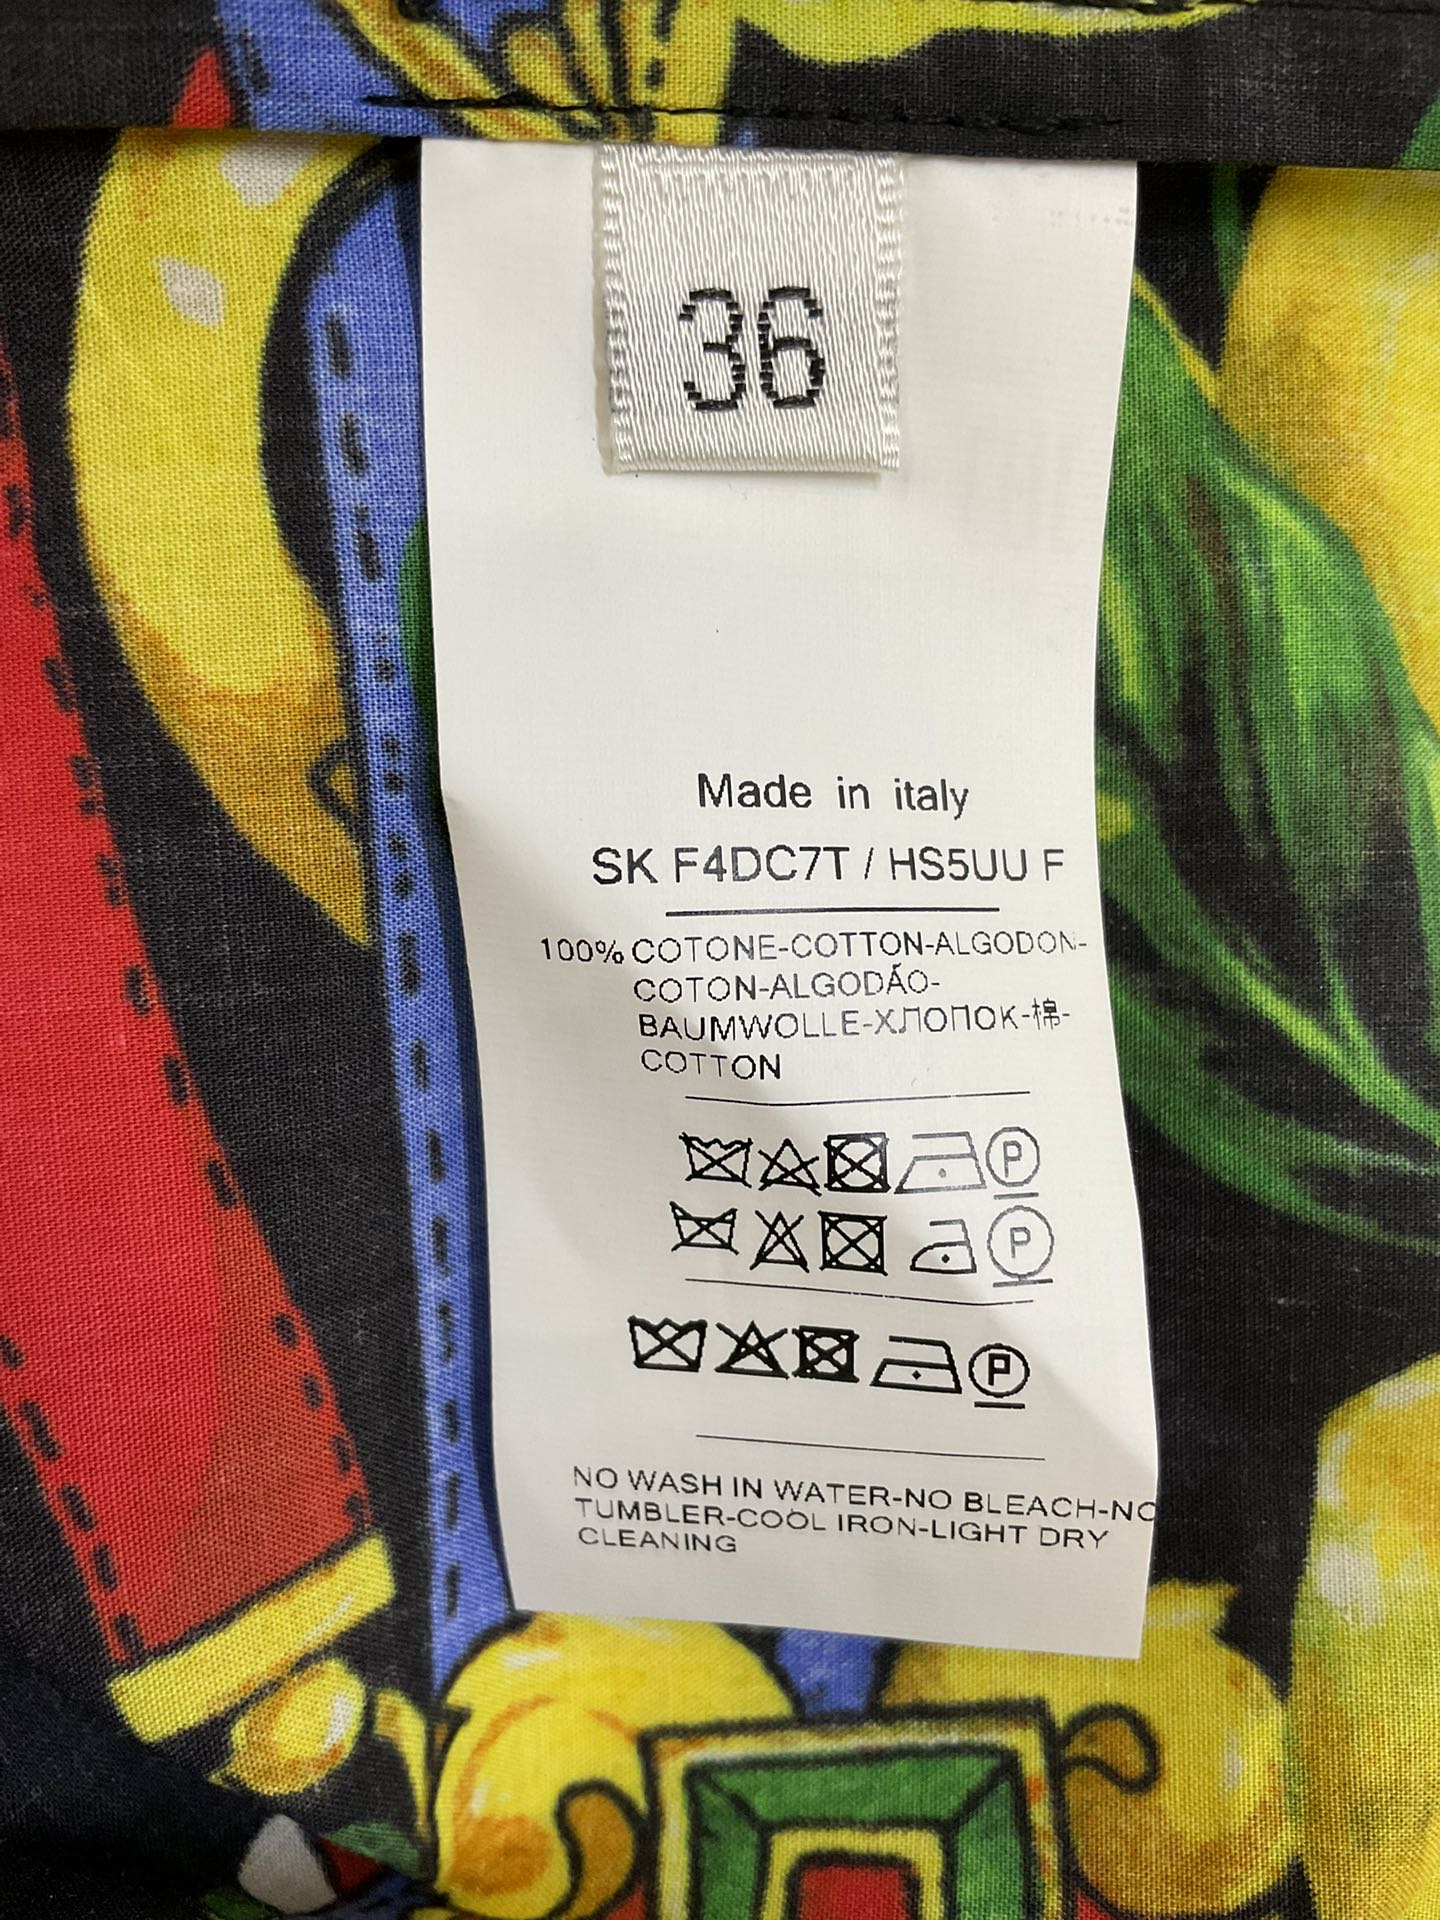 36
Made in italy
SK F4DC7T / HS5UU F
100% COTONE-COTTON-ALGODON-
COTON-ALGODÃO-
BAUMWOLLE-ХЛОПОК-棉-
COTTON
P
P
P
NO WASH IN WATER-NO BLEACH-NO
TUMBLER-COOL IRON-LIGHT DRY
CLEANING